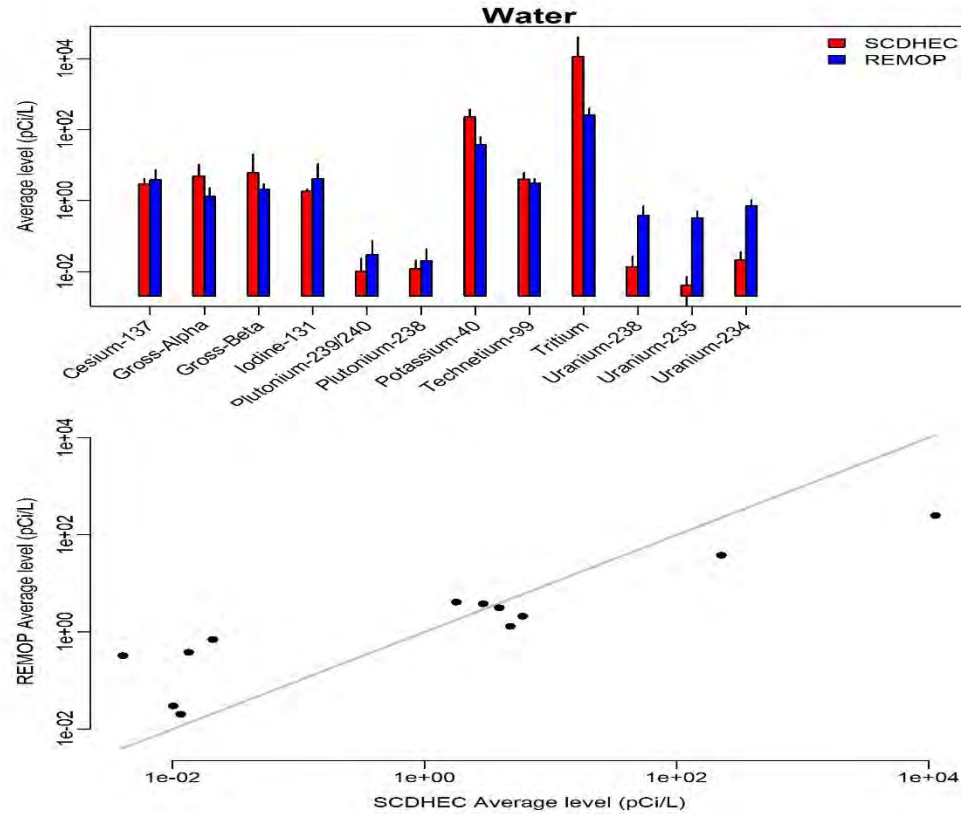 Water
SCDHEC
REMOP
Average level (pCi/L)
1e+04
1e+02
1e+00
1e-02
Cesium-137
Gross-Alpha
Gross-Beta
Iodine-131
Plutonium-239/240
Plutonium-238
Potassium-40
Technetium-99
Tritium
Uranium-238
Uranium-235
Uranium-234
REMOP Average level (pCi/L)
1e+04
1e+02
1e+00
1e-02
1e-02 1e+00 1e+02 1e+04
SCDHEC Average level (pCi/L)